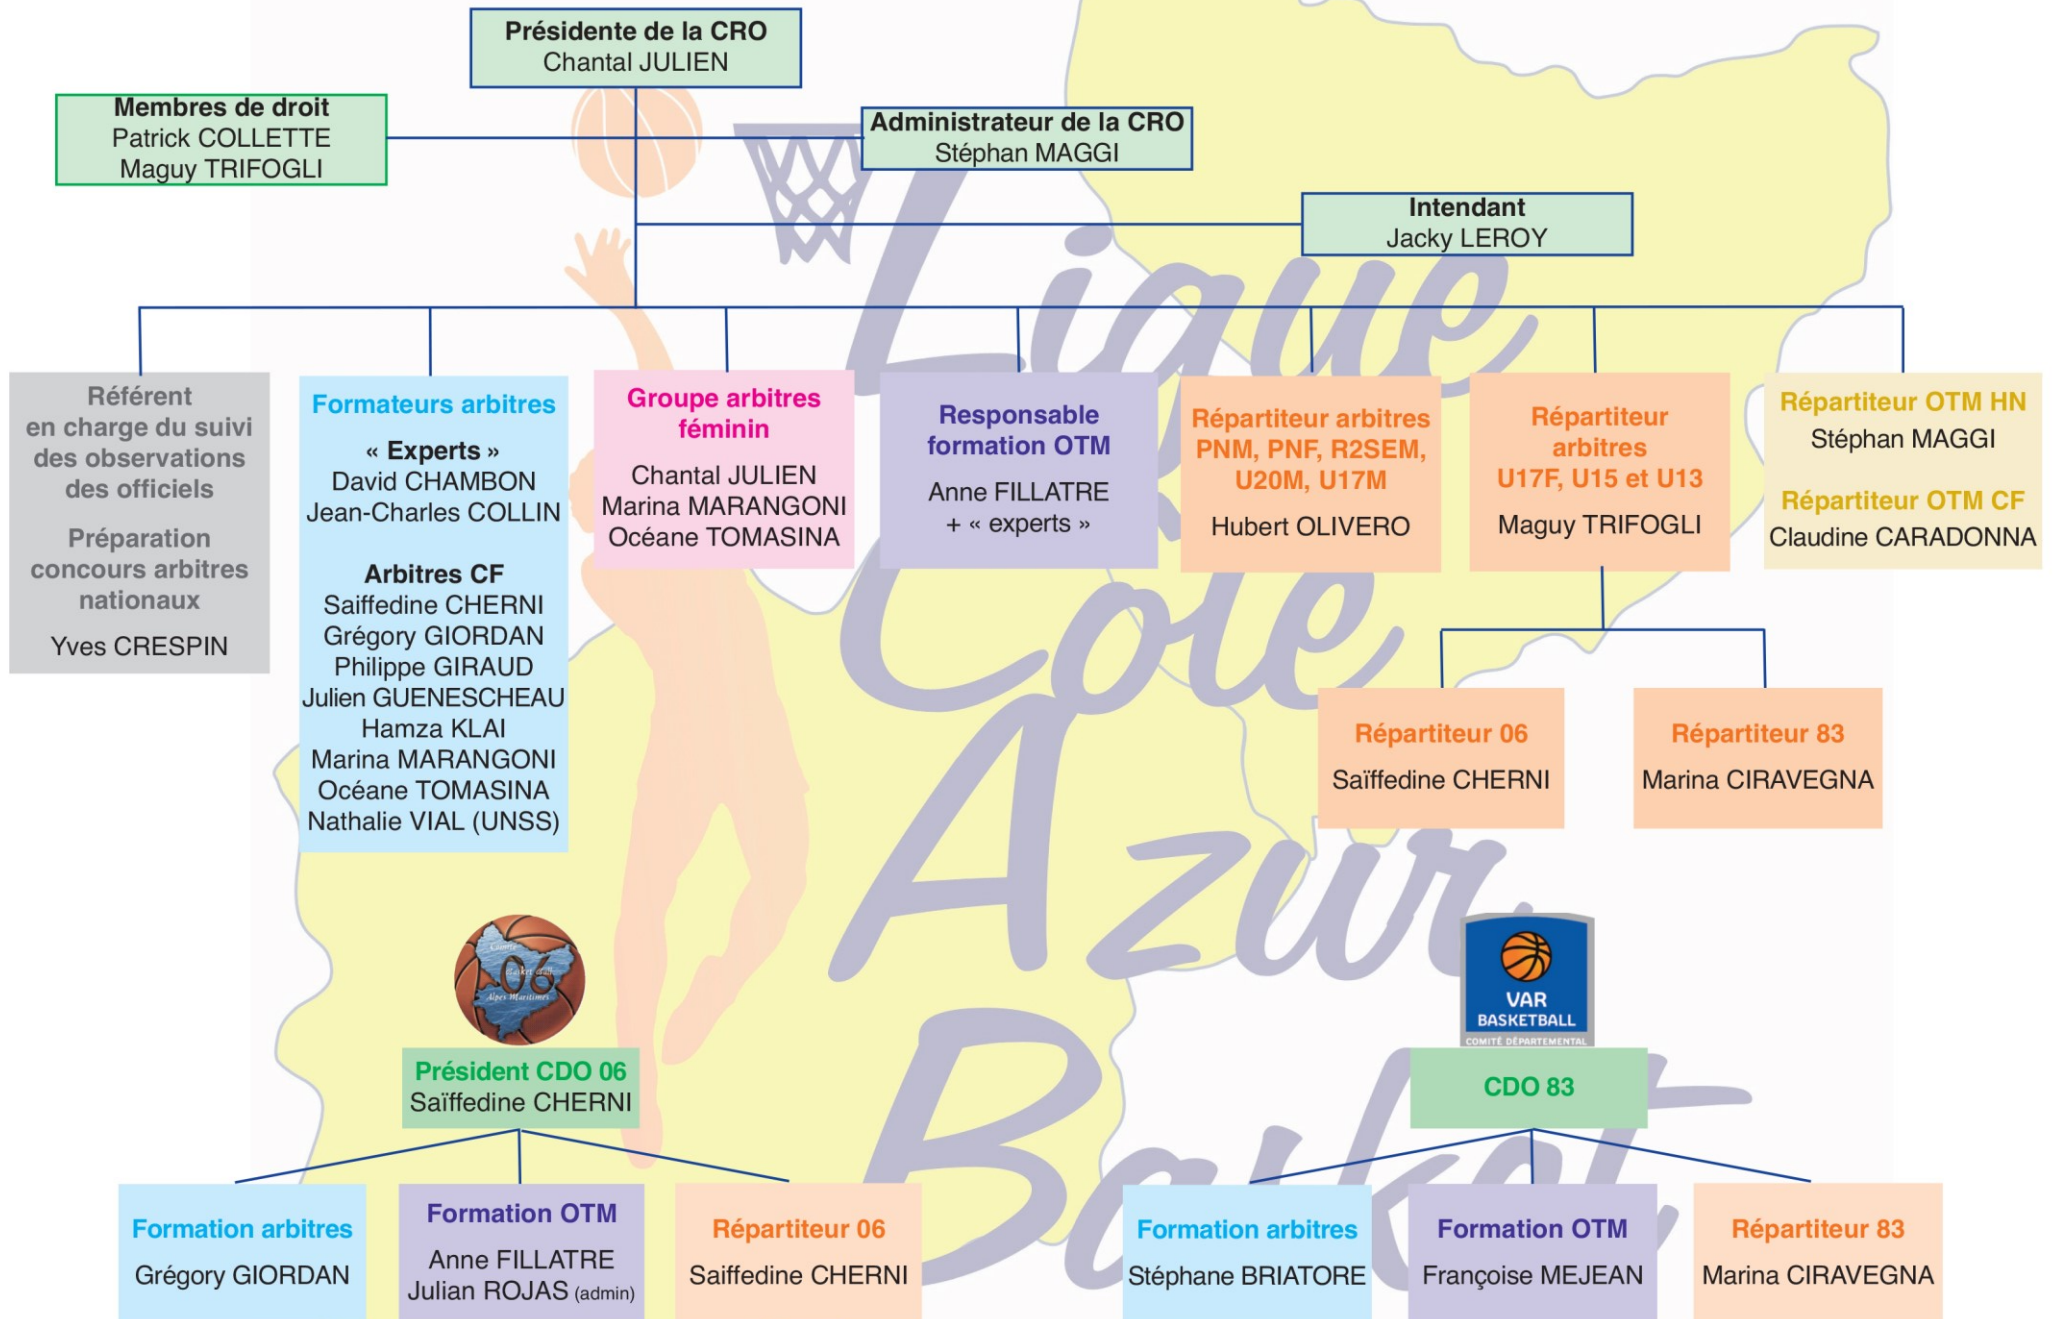 Présidente de la CRO
Chantal JULIEN
Membres de droit
Patrick COLLETTE
Maguy TRIFOGLI
Administrateur de la CRO
Stéphan MAGGI
Intendant
Jacky LEROY
Référent
en charge du suivi
des observations
des officiels
Préparation
concours arbitres
nationaux
Yves CRESPIN
Formateurs arbitres
« Experts »
David CHAMBON
Jean-Charles COLLIN
Arbitres CF
Saiffedine CHERNI
Grégory GIORDAN
Philippe GIRAUD
Julien GUENESCHEAU
Hamza KLAI
Marina MARANGONI
Océane TOMASINA
Nathalie VIAL (UNSS)
Groupe arbitres
féminin
Chantal JULIEN
Marina MARANGONI
Océane TOMASINA
Responsable
formation OTM
Anne FILLATRE
+ « experts »
Répartiteur arbitres
PNM, PNF, R2SEM,
U20M, U17M
Hubert OLIVERO
Répartiteur
arbitres
U17F, U15 et U13
Maguy TRIFOGLI
Répartiteur OTM HN
Stéphan MAGGI
Répartiteur OTM CF
Claudine CARADONNA
Répartiteur 06
Saïffedine CHERNI
Répartiteur 83
Marina CIRAVEGNA
Ligue
Côte
Azur
Basket
Comité
Basket ball
06
Alpes Maritimes
Président CDO 06
Saïffedine CHERNI
Formation arbitres
Grégory GIORDAN
Formation OTM
Anne FILLATRE
Julian ROJAS (admin)
Répartiteur 06
Saiffedine CHERNI
VAR
BASKETBALL
COMITÉ DÉPARTEMENTAL
CDO 83
Formation arbitres
Stéphane BRIATORE
Formation OTM
Françoise MEJEAN
Répartiteur 83
Marina CIRAVEGNA